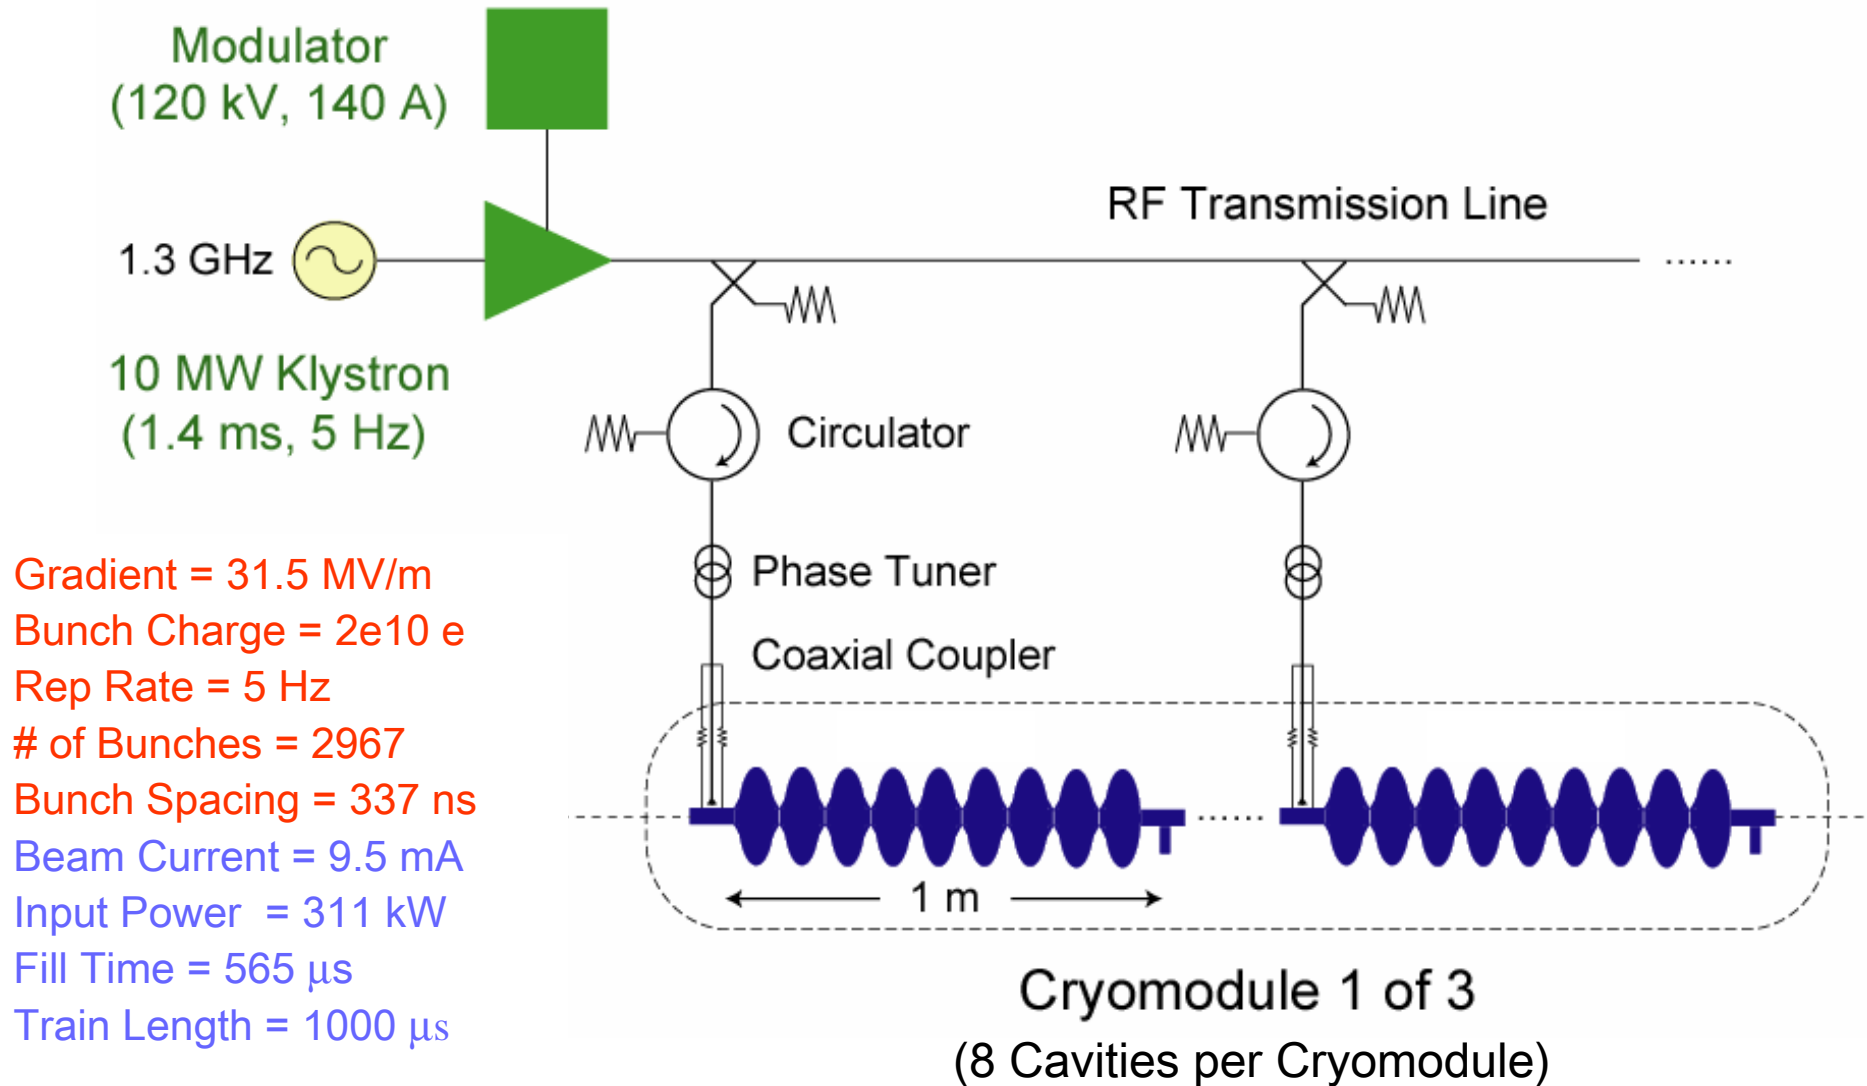 Modulator
(120 kV, 140 A)
RF Transmission Line
1.3 GHz
......
10 MW Klystron
(1.4 ms, 5 Hz)
Circulator
Phase Tuner
Coaxial Coupler
Gradient = 31.5 MV/m
Bunch Charge = 2e10 e
Rep Rate = 5 Hz
# of Bunches = 2967
Bunch Spacing = 337 ns
Beam Current = 9.5 mA
Input Power = 311 kW
Fill Time = 565 μs
Train Length = 1000 μs
......
1 m
Cryomodule 1 of 3
(8 Cavities per Cryomodule)